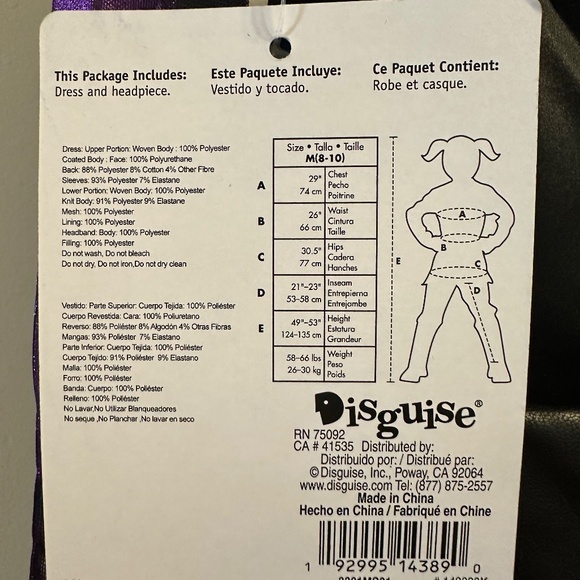 This Package Includes:
Dress and headpiece.
Este Paquete Incluye:
Vestido y tocado.
Ce Paquet Contient:
Robe et casque.
Dress: Upper Portion: Woven Body : 100% Polyester
Coated Body : Face: 100% Polyurethane
Back: 88% Polyester 8% Cotton 4% Other Fibre
Sleeves: 93% Polyester 7% Elastane
Lower Portion: Woven Body: 100% Polyester
Knit Body: 91% Polyester 9% Elastane
Mesh: 100% Polyester
Lining: 100% Polyester
Headband: Body: 100% Polyester
Filling: 100% Polyester
Do not wash, Do not bleach
Do not dry, Do not iron,Do not dry clean
Vestido: Parte Superior: Cuerpo Tejida: 100% Poliéster
Cuerpo Revestida: Cara: 100% Poliuretano
Reverso: 88% Poliéster 8% Algodón 4% Otras Fibras
Mangas: 93% Poliéster 7% Elastano
Parte Inferior: Cuerpo Tejida: 100% Poliéster
Cuerpo Tejido: 91% Poliéster 9% Elastano
Malla: 100% Poliéster
Forro: 100% Poliéster
Banda: Cuerpo: 100% Poliéster
Relleno: 100% Poliéster
No Lavar,No Utilizar Blanqueadores
No seque ,No Planchar ,No lavar en seco
Size • Talla • Taille
M(8-10)
A 29" Chest
74 cm Pecho
Poitrine
B 26" Waist
66 cm Cintura
Taille
C 30.5" Hips
77 cm Cadera
Hanches
D 21"–23" Inseam
53–58 cm Entrepierna
Entrejombe
E 49"–53" Height
124–135 cm Estatura
Grandeur
58–66 lbs Weight
26–30 kg Peso
Poids
A
B
C
D
E
Disguise®
RN 75092
CA # 41535 Distributed by:
Distribuido por: / Distribué par:
© Disguise, Inc., Poway, CA 92064
www.disguise.com Tel: (877) 875-2557
Made in China
Hecho en China / Fabriqué en Chine
1 92995 14389 0